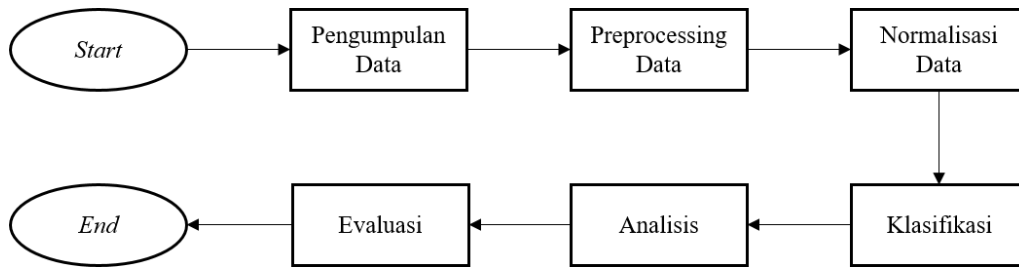 Start
Pengumpulan
Data
Preprocessing
Data
Normalisasi
Data
Klasifikasi
Analisis
Evaluasi
End